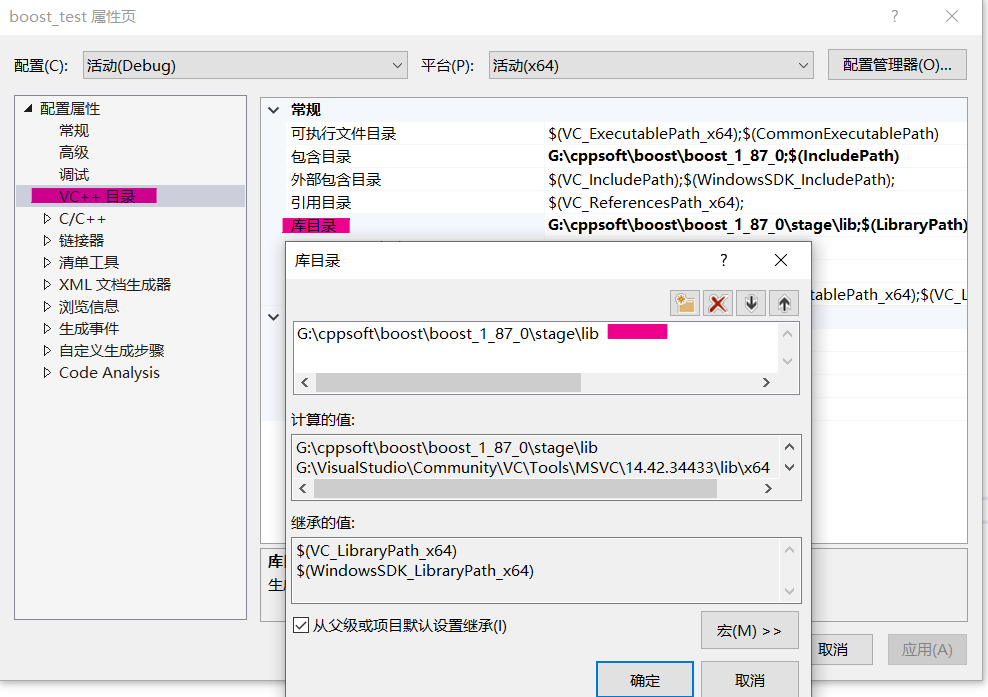 boost_test 属性页
配置(C): 活动(Debug) 平台(P): 活动(x64) 配置管理器(O)...
配置属性
常规
高级
调试
VC++ 目录
C/C++
链接器
清单工具
XML 文档生成器
浏览信息
生成事件
自定义生成步骤
Code Analysis
常规
可执行文件目录 $(VC_ExecutablePath_x64);$(CommonExecutablePath)
包含目录 G:\cppsoft\boost\boost_1_87_0;$(IncludePath)
外部包含目录 $(VC_IncludePath);$(WindowsSDK_IncludePath);
引用目录 $(VC_ReferencesPath_x64);
库目录 G:\cppsoft\boost\boost_1_87_0\stage\lib;$(LibraryPath)
tablePath_x64);$(VC_L
库目录
G:\cppsoft\boost\boost_1_87_0\stage\lib
计算的值:
G:\cppsoft\boost\boost_1_87_0\stage\lib
G:\VisualStudio\Community\VC\Tools\MSVC\14.42.34433\lib\x64
继承的值:
$(VC_LibraryPath_x64)
$(WindowsSDK_LibraryPath_x64)
从父级或项目默认设置继承(I)
宏(M) >>
确定 取消
库
生
取消 应用(A)